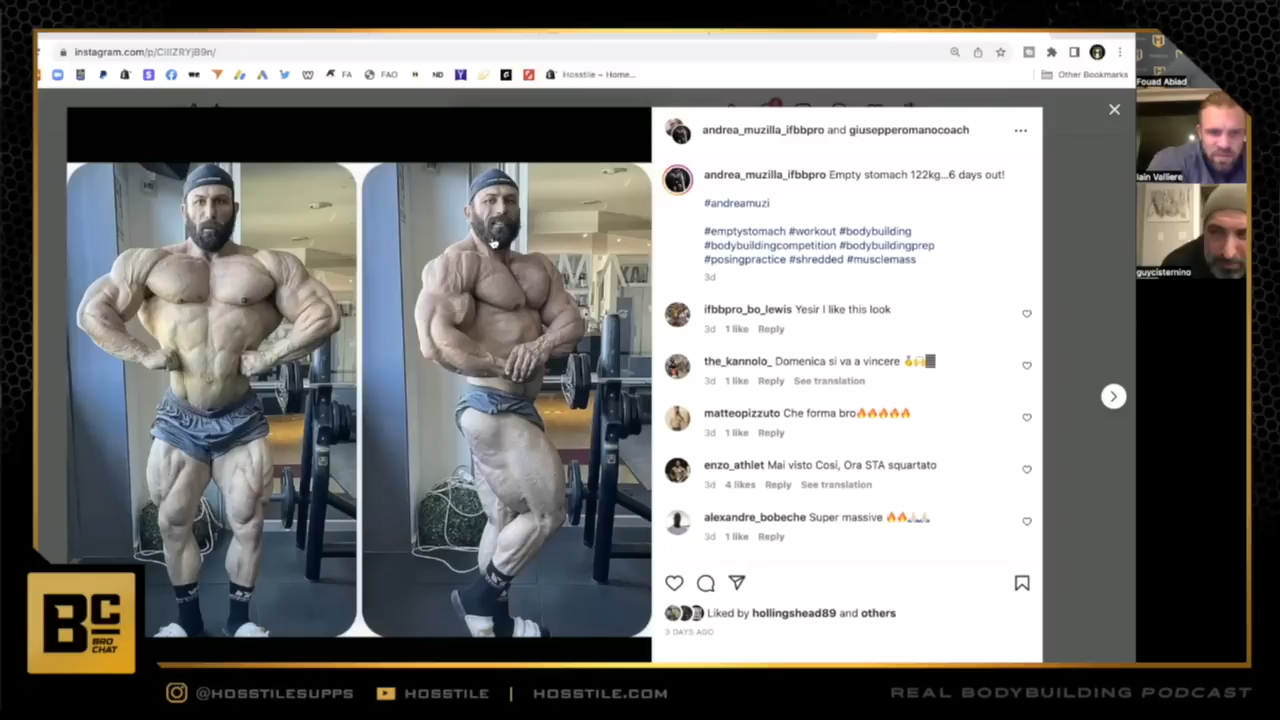 instagram.com/p/CiIIZRYjB9n/
FA
FAO
ND
Hosstile – Home...
Other Bookmarks
Fouad Abiad
Iain Valliere
guycisternino
andrea_muzilla_ifbbpro and giusepperomanocoach
andrea_muzilla_ifbbpro Empty stomach 122kg...6 days out!
#andreamuzi
#emptystomach #workout #bodybuilding
#bodybuildingcompetition #bodybuildingprep
#posingpractice #shredded #musclemass
3d
ifbbpro_bo_lewis Yesir I like this look
3d 1 like Reply
the_kannolo_ Domenica si va a vincere
3d 1 like Reply See translation
matteopizzuto Che forma bro🔥🔥🔥🔥🔥
3d 1 like Reply
enzo_athlet Mai visto Così, Ora STA squartato
3d 4 likes Reply See translation
alexandre_bobeche Super massive 🔥🔥🙏🏻🙏🏻
3d 1 like Reply
Liked by hollingshead89 and others
3 DAYS AGO
BC
BRO
CHAT
@HOSSTILESUPPS HOSSTILE | HOSSTILE.COM
REAL BODYBUILDING PODCAST